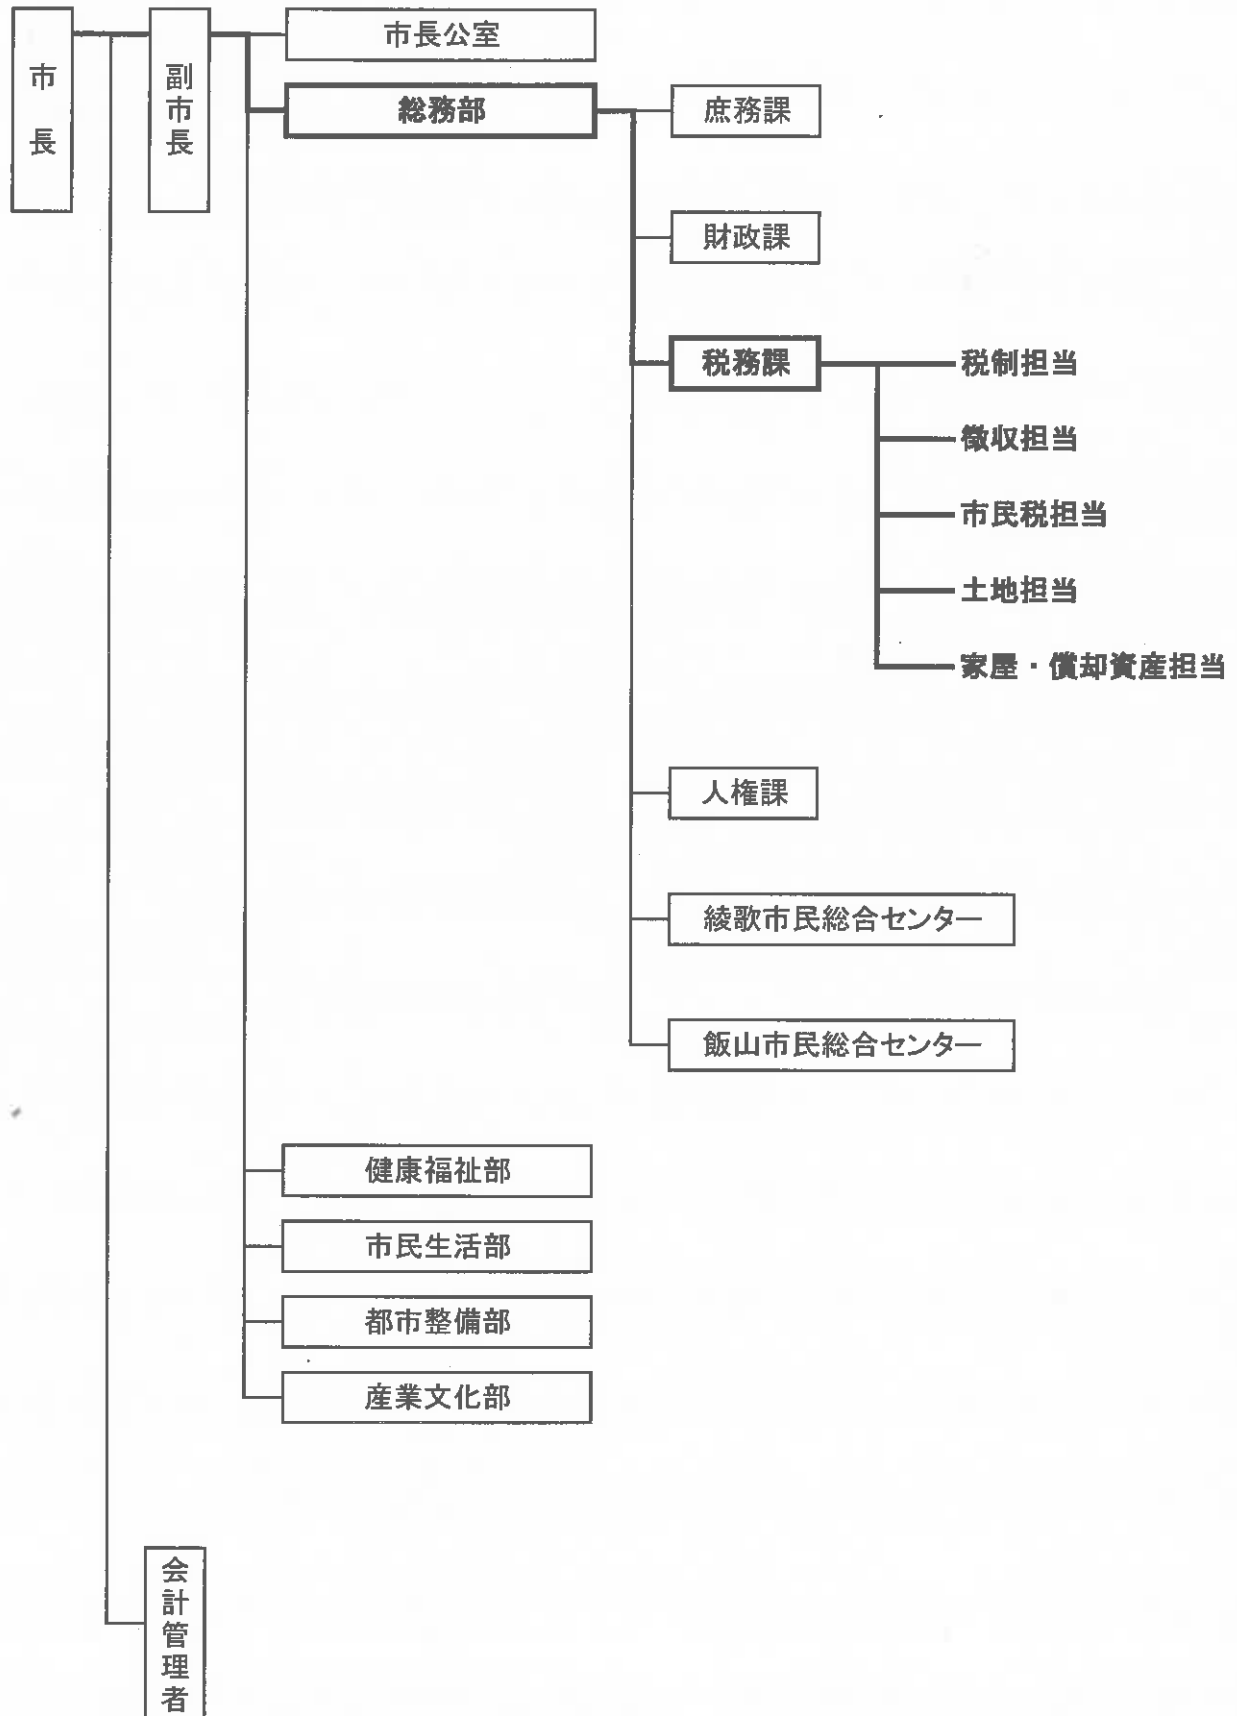 市長
副市長
市長公室
総務部
庶務課
財政課
税務課
税制担当
徴収担当
市民税担当
土地担当
家屋・償却資産担当
人権課
綾歌市民総合センター
飯山市民総合センター
健康福祉部
市民生活部
都市整備部
産業文化部
会計管理者